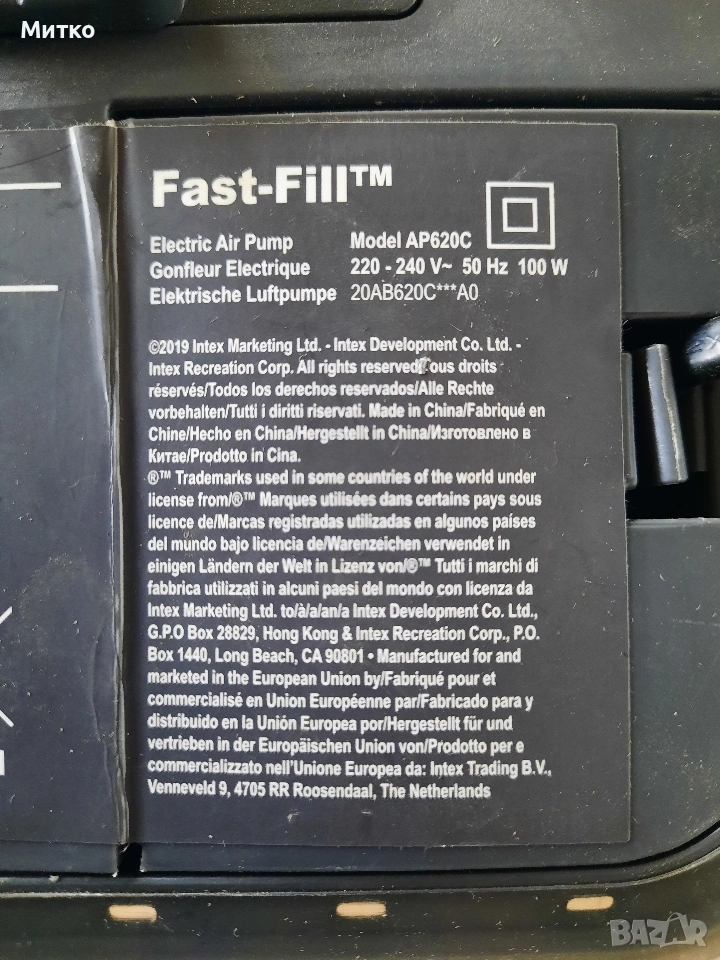 Митко
Fast-Fill™
Electric Air Pump Model AP620C
Gonfleur Electrique 220 - 240 V~ 50 Hz 100 W
Elektrische Luftpumpe 20AB620C***A0
©2019 Intex Marketing Ltd. - Intex Development Co. Ltd. -
Intex Recreation Corp. All rights reserved/Tous droits
réservés/Todos los derechos reservados/Alle Rechte
vorbehalten/Tutti i diritti riservati. Made in China/Fabriqué en
Chine/Hecho en China/Hergestellt in China/Изготовлено в
Китае/Prodotto in Cina.
®™ Trademarks used in some countries of the world under
license from/®™ Marques utilisées dans certains pays sous
licence de/Marcas registradas utilizadas en algunos países
del mundo bajo licencia de/Warenzeichen verwendet in
einigen Ländern der Welt in Lizenz von/®™ Tutti i marchi di
fabbrica utilizzati in alcuni paesi del mondo con licenza da
Intex Marketing Ltd. to/à/a/an/a Intex Development Co. Ltd.,
G.P.O Box 28829, Hong Kong & Intex Recreation Corp., P.O.
Box 1440, Long Beach, CA 90801 • Manufactured for and
marketed in the European Union by/Fabriqué pour et
commercialisé en Union Européenne par/Fabricado para y
distribuido en la Unión Europea por/Hergestellt für und
vertrieben in der Europäischen Union von/Prodotto per e
commercializzato nell'Unione Europea da: Intex Trading B.V.,
Venneveld 9, 4705 RR Roosendaal, The Netherlands
BAZAR